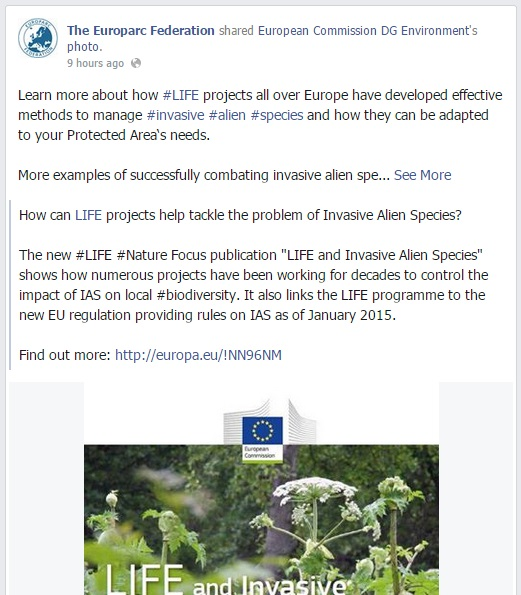 The Europarc Federation shared European Commission DG Environment's
photo.
9 hours ago
Learn more about how #LIFE projects all over Europe have developed effective
methods to manage #invasive #alien #species and how they can be adapted
to your Protected Area's needs.
More examples of successfully combating invasive alien spe... See More
How can LIFE projects help tackle the problem of Invasive Alien Species?
The new #LIFE #Nature Focus publication "LIFE and Invasive Alien Species"
shows how numerous projects have been working for decades to control the
impact of IAS on local #biodiversity. It also links the LIFE programme to the
new EU regulation providing rules on IAS as of January 2015.
Find out more: http://europa.eu/!NN96NM
European
Commission
LIFE and Invasive